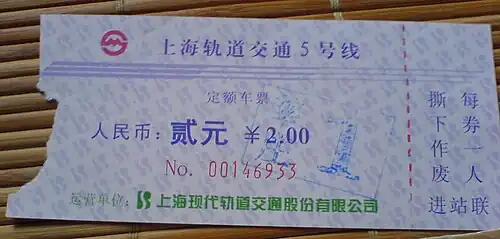 上海轨道交通5号线
定额车票
人民币：贰元 ￥2.00
No. 00146933
运营单位： 上海现代轨道交通股份有限公司
每券一人
撕下作废
进站联